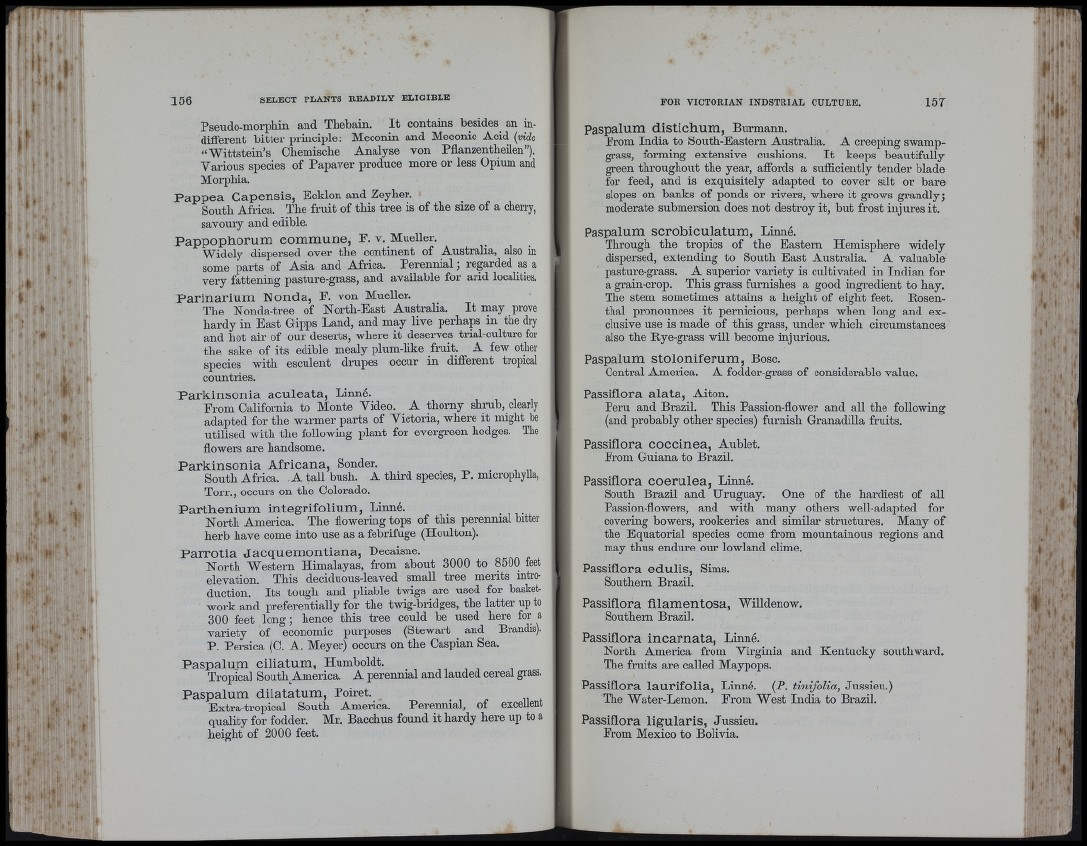 156 SELECT PLANTS READILY ELIGIBLE
Pseudo-morphin and Thebain. It contains besides an in-
different bitter principle: Meconin and Meconic Acid (vide
"Wittstein's Chemische Analyse von Pflanzentheilen").
Various species of Papaver produce more or less Opium and
Morphia.
Pappea Capensis, Ecklon and Zeyher.
South Africa. The fruit of this tree is of the size of a cherry,
savoury and edible.
Pappophorum commune, F. v. Mueller.
Widely dispersed over the continent of Australia, also in
some parts of Asia and Africa. Perennial; regarded as a
very fattening pasture-grass, and available for arid localities.
Parinarium Nonda, F. von Mueller.
The Nonda-tree of North-East Australia. It may prove
hardy in East Gipps Land, and may live perhaps in the dry
and hot air of our deserts, where it deserves trial-culture for
the sake of its edible mealy plum-like fruit. A few other
species with esculent drupes occur in different tropical
countries.
Parkinsonia aculeata, Linné.
From California to Monte Video. A thorny shrub, clearly
adapted for the warmer parts of Victoria, where it might be
utilised with the following plant for evergreen hedges. The
flowers are handsome.
Parkinsonia Africana, Sonder.
South Africa. A tall bush. A third species, P. microphylla,
Torr., occurs on the Colorado.
Parthenium integrifolium, Linné.
North America. The flowering tops of this perennial bitter
herb have come into use as a febrifuge (Houlton).
Parrotia Jacquemontiana, Decaisne.
North Western Himalayas, from about 3000 to 8500 feet
elevation. This deciduous-leaved small tree merits intro-
duction. Its tough and pliable twigs are used for basket-
work and preferentially for the twig-bridges, the latter up to
300 feet long; hence this tree could be used here for a
variety of economic purposes (Stewart and Brandis).
P. Persica (C. A. Meyer) occurs on the Caspian Sea.
Paspalum ciliatum, Humboldt.
Tropical South America. A perennial and lauded cereal grass.
Paspalum dilatatum, Poiret.
Extra-tropical South America. Perennial, of excellent
quality for fodder. Mr. Bacchus found it hardy here up to a
height of 2000 feet.
FOR VICTORIAN INDSTRIAL CULTURE. 157
Paspalum distichum, Burmann.
From India to South-Eastern Australia. A creeping swamp-
grass, forming extensive cushions. It keeps beautifully
green throughout the year, affords a sufficiently tender blade
for feed, and is exquisitely adapted to cover silt or bare
slopes on banks of ponds or rivers, where it grows grandly;
moderate submersion does not destroy it, but frost injures it.
Paspalum scrobiculatum, Linné.
Through the tropics of the Eastern Hemisphere widely
dispersed, extending to South East Australia. A valuable
pasture-grass. A superior variety is cultivated in Indian for
a grain-crop. This grass furnishes a good ingredient to hay.
The stem sometimes attains a height of eight feet. Rosen-
thal pronounces it pernicious, perhaps when long and ex-
clusive use is made of this grass, under which circumstances
also the Rye-grass will become injurious.
Paspalum stoloniferum, Bosc.
Central America. A fodder-grass of considerable value.
Passiflora alata, Aiton.
Peru and Brazil. This Passion-flower and all the following
(and probably other species) furnish Granadilla fruits.
Passiflora coccinea, Aublet.
From Guiana to Brazil.
Passiflora coerulea, Linné.
South Brazil and Uruguay. One of the hardiest of all
Passion-flowers, and with many others well-adapted for
covering bowers, rookeries and similar structures. Many of
the Equatorial species come from mountainous regions and
may thus endure our lowland clime.
Passiflora edulis, Sims.
Southern Brazil.
Passiflora filamentosa, Willdenow.
Southern Brazil.
Passiflora incarnata, Linné.
North America from Virginia and Kentucky southward.
The fruits are called Maypops.
Passiflora laurifolia, Linné. (P. tinifolia, Jussieu.)
The Water-Lemon. From West India to Brazil.
Passiflora ligularis, Jussieu.
From Mexico to Bolivia.